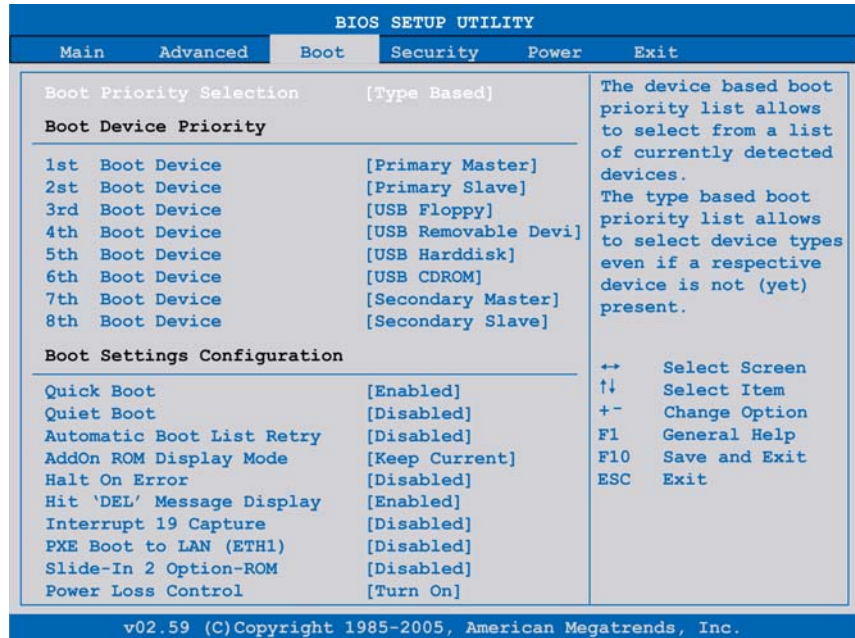 BIOS SETUP UTILITY
Main Advanced Boot Security Power Exit
Boot Priority Selection [Type Based]
Boot Device Priority
1st Boot Device [Primary Master]
2st Boot Device [Primary Slave]
3rd Boot Device [USB Floppy]
4th Boot Device [USB Removable Devi]
5th Boot Device [USB Harddisk]
6th Boot Device [USB CDROM]
7th Boot Device [Secondary Master]
8th Boot Device [Secondary Slave]
Boot Settings Configuration
Quick Boot [Enabled]
Quiet Boot [Disabled]
Automatic Boot List Retry [Disabled]
AddOn ROM Display Mode [Keep Current]
Halt On Error [Disabled]
Hit ‘DEL’ Message Display [Enabled]
Interrupt 19 Capture [Disabled]
PXE Boot to LAN (ETH1) [Disabled]
Slide-In 2 Option-ROM [Disabled]
Power Loss Control [Turn On]
The device based boot
priority list allows
to select from a list
of currently detected
devices.
The type based boot
priority list allows
to select device types
even if a respective
device is not (yet)
present.
↔ Select Screen
↑↓ Select Item
+- Change Option
F1 General Help
F10 Save and Exit
ESC Exit
v02.59 (C)Copyright 1985-2005, American Megatrends, Inc.